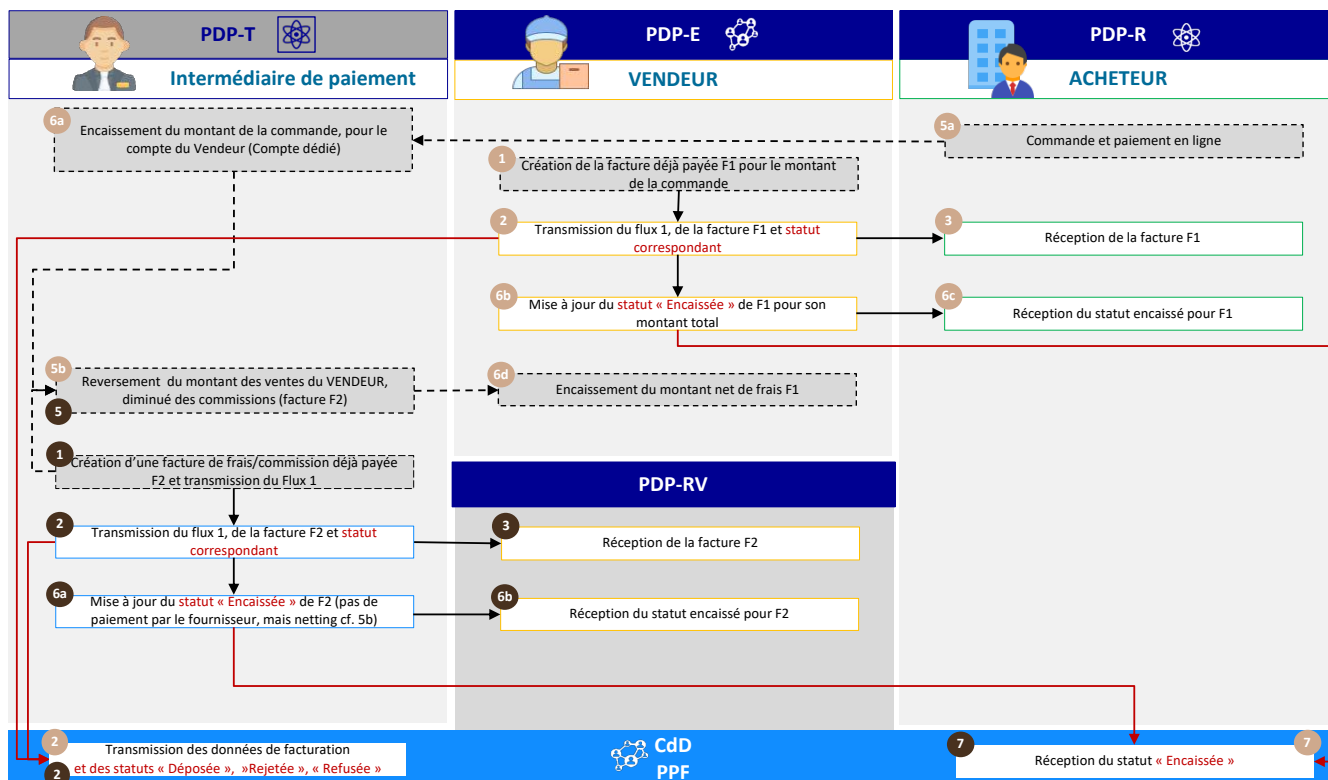 PDP-T
Intermédiaire de paiement
PDP-E
VENDEUR
PDP-R
ACHETEUR
6a
Encaissement du montant de la commande, pour le
compte du Vendeur (Compte dédié)
5a
Commande et paiement en ligne
1
Création de la facture déjà payée F1 pour le montant
de la commande
2
Transmission du flux 1, de la facture F1 et statut
correspondant
3
Réception de la facture F1
6b
Mise à jour du statut « Encaissée » de F1 pour son
montant total
6c
Réception du statut encaissé pour F1
5b
Reversement du montant des ventes du VENDEUR,
diminué des commissions (facture F2)
5
6d
Encaissement du montant net de frais F1
1
Création d'une facture de frais/commission déjà payée
F2 et transmission du Flux 1
PDP-RV
2
Transmission du flux 1, de la facture F2 et statut
correspondant
3
Réception de la facture F2
6a
Mise à jour du statut « Encaissée » de F2 (pas de
paiement par le fournisseur, mais netting cf. 5b)
6b
Réception du statut encaissé pour F2
2
Transmission des données de facturation
et des statuts « Déposée », »Rejetée », « Refusée »
2
CdD
PPF
7
Réception du statut « Encaissée »
7